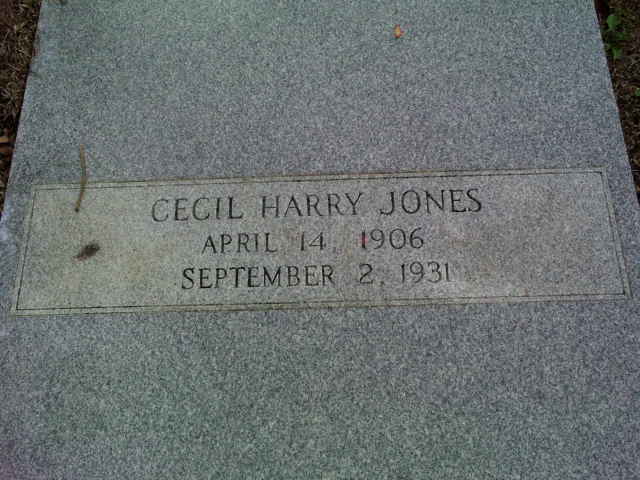 CECIL HARRY JONES
APRIL 14, 1906
SEPTEMBER 2, 1931